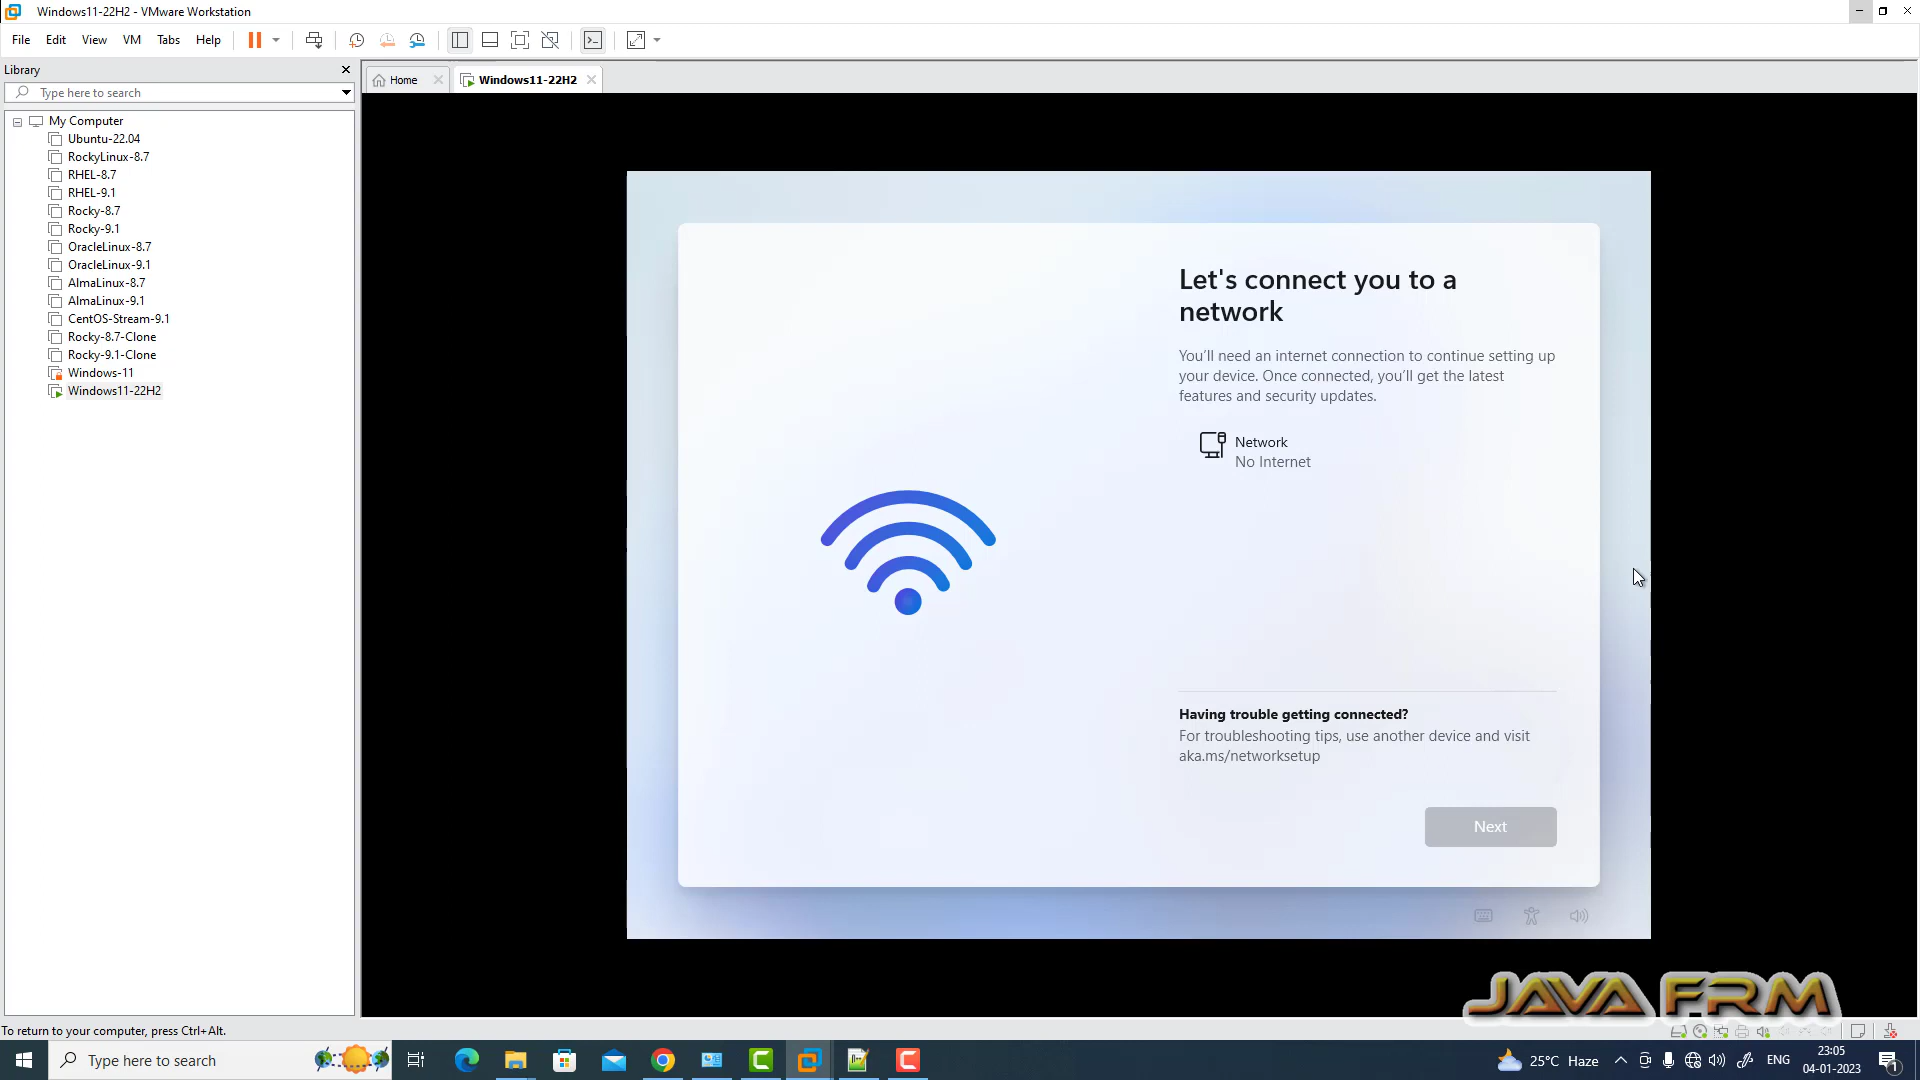 Windows11-22H2 - VMware Workstation
File Edit View VM Tabs Help
Library
Type here to search
My Computer
Ubuntu-22.04
RockyLinux-8.7
RHEL-8.7
RHEL-9.1
Rocky-8.7
Rocky-9.1
OracleLinux-8.7
OracleLinux-9.1
AlmaLinux-8.7
AlmaLinux-9.1
CentOS-Stream-9.1
Rocky-8.7-Clone
Rocky-9.1-Clone
Windows-11
Windows11-22H2
Home
Windows11-22H2
Let's connect you to a
network
You’ll need an internet connection to continue setting up
your device. Once connected, you’ll get the latest
features and security updates.
Network
No Internet
Having trouble getting connected?
For troubleshooting tips, use another device and visit
aka.ms/networksetup
Next
JAVA FRM
To return to your computer, press Ctrl+Alt.
Type here to search
25°C Haze
ENG
23:05
04-01-2023
1